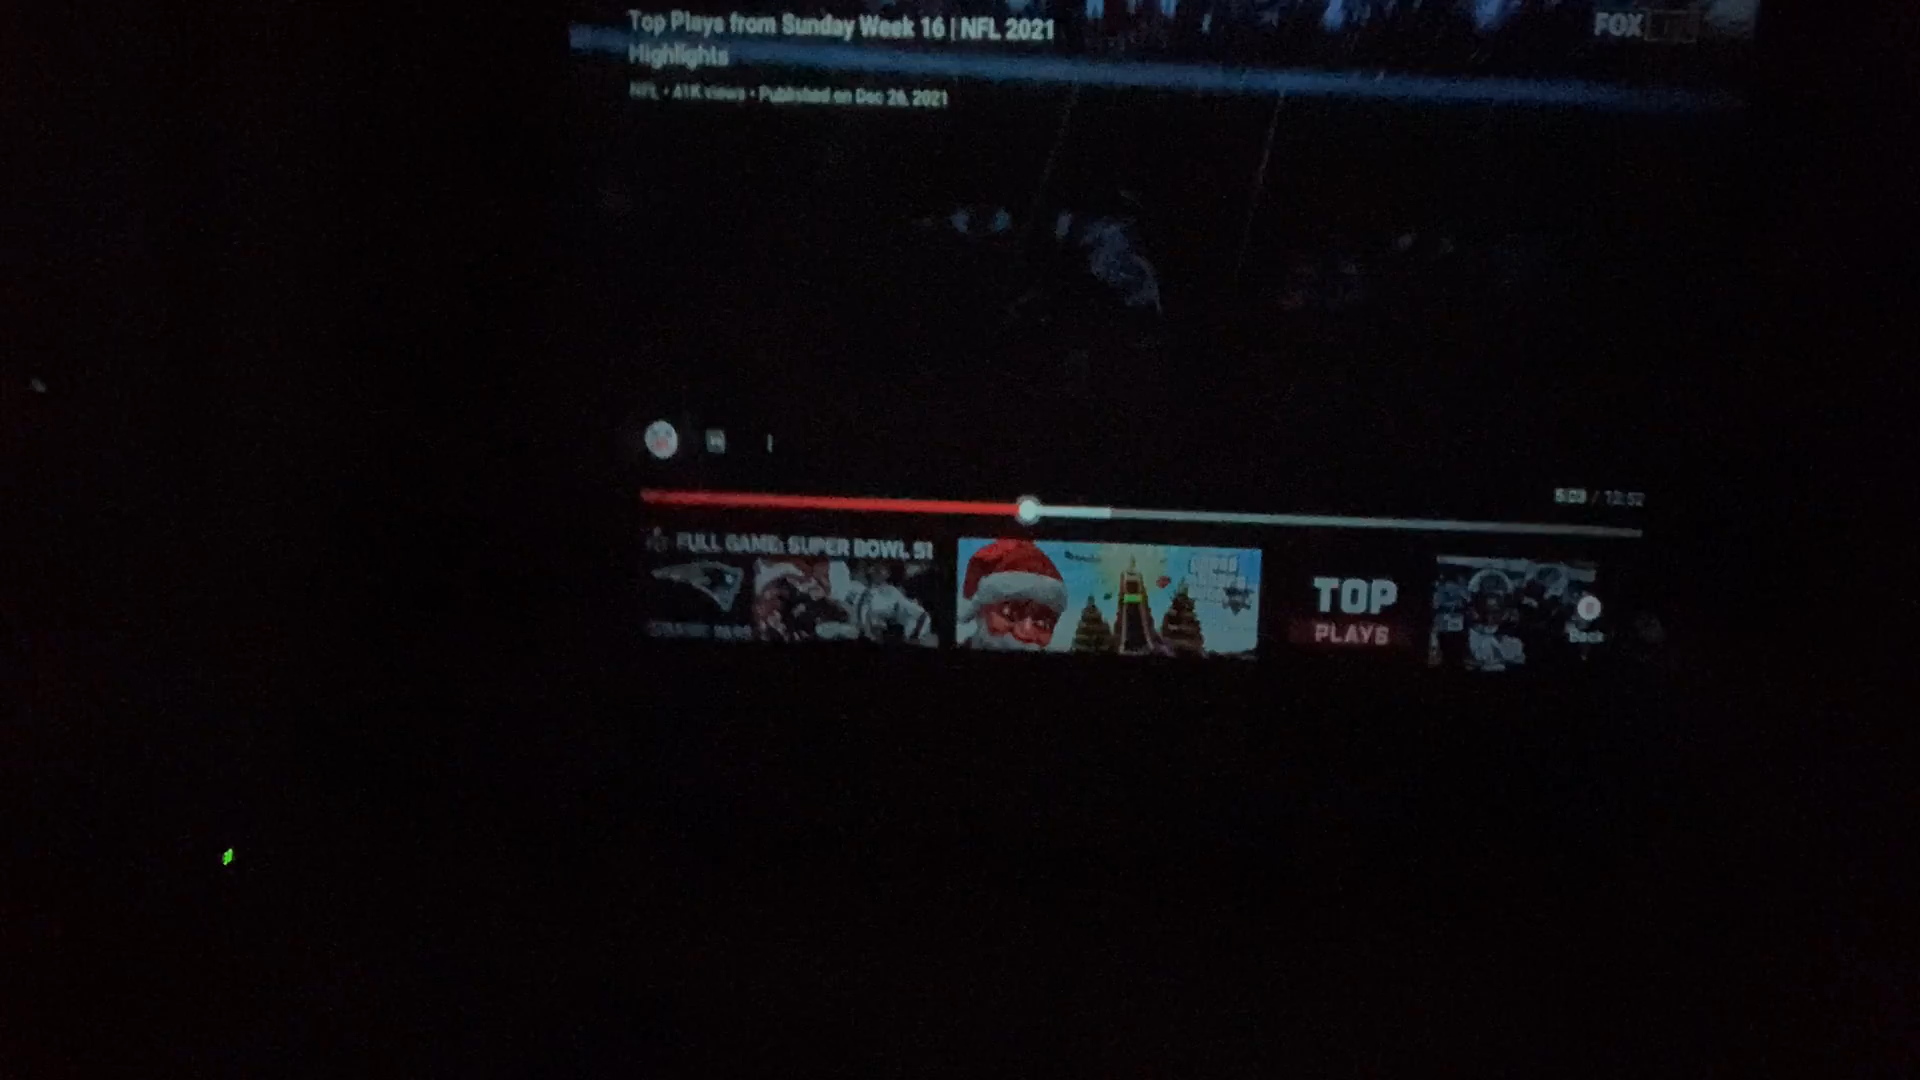 Top Plays from Sunday Week 16 | NFL 2021
FOX
Highlights
NFL • 41K views • Published on Dec 26, 2021
5:03 / 12:52
FULL GAME: SUPER BOWL 51
TOP
PLAYS
Back